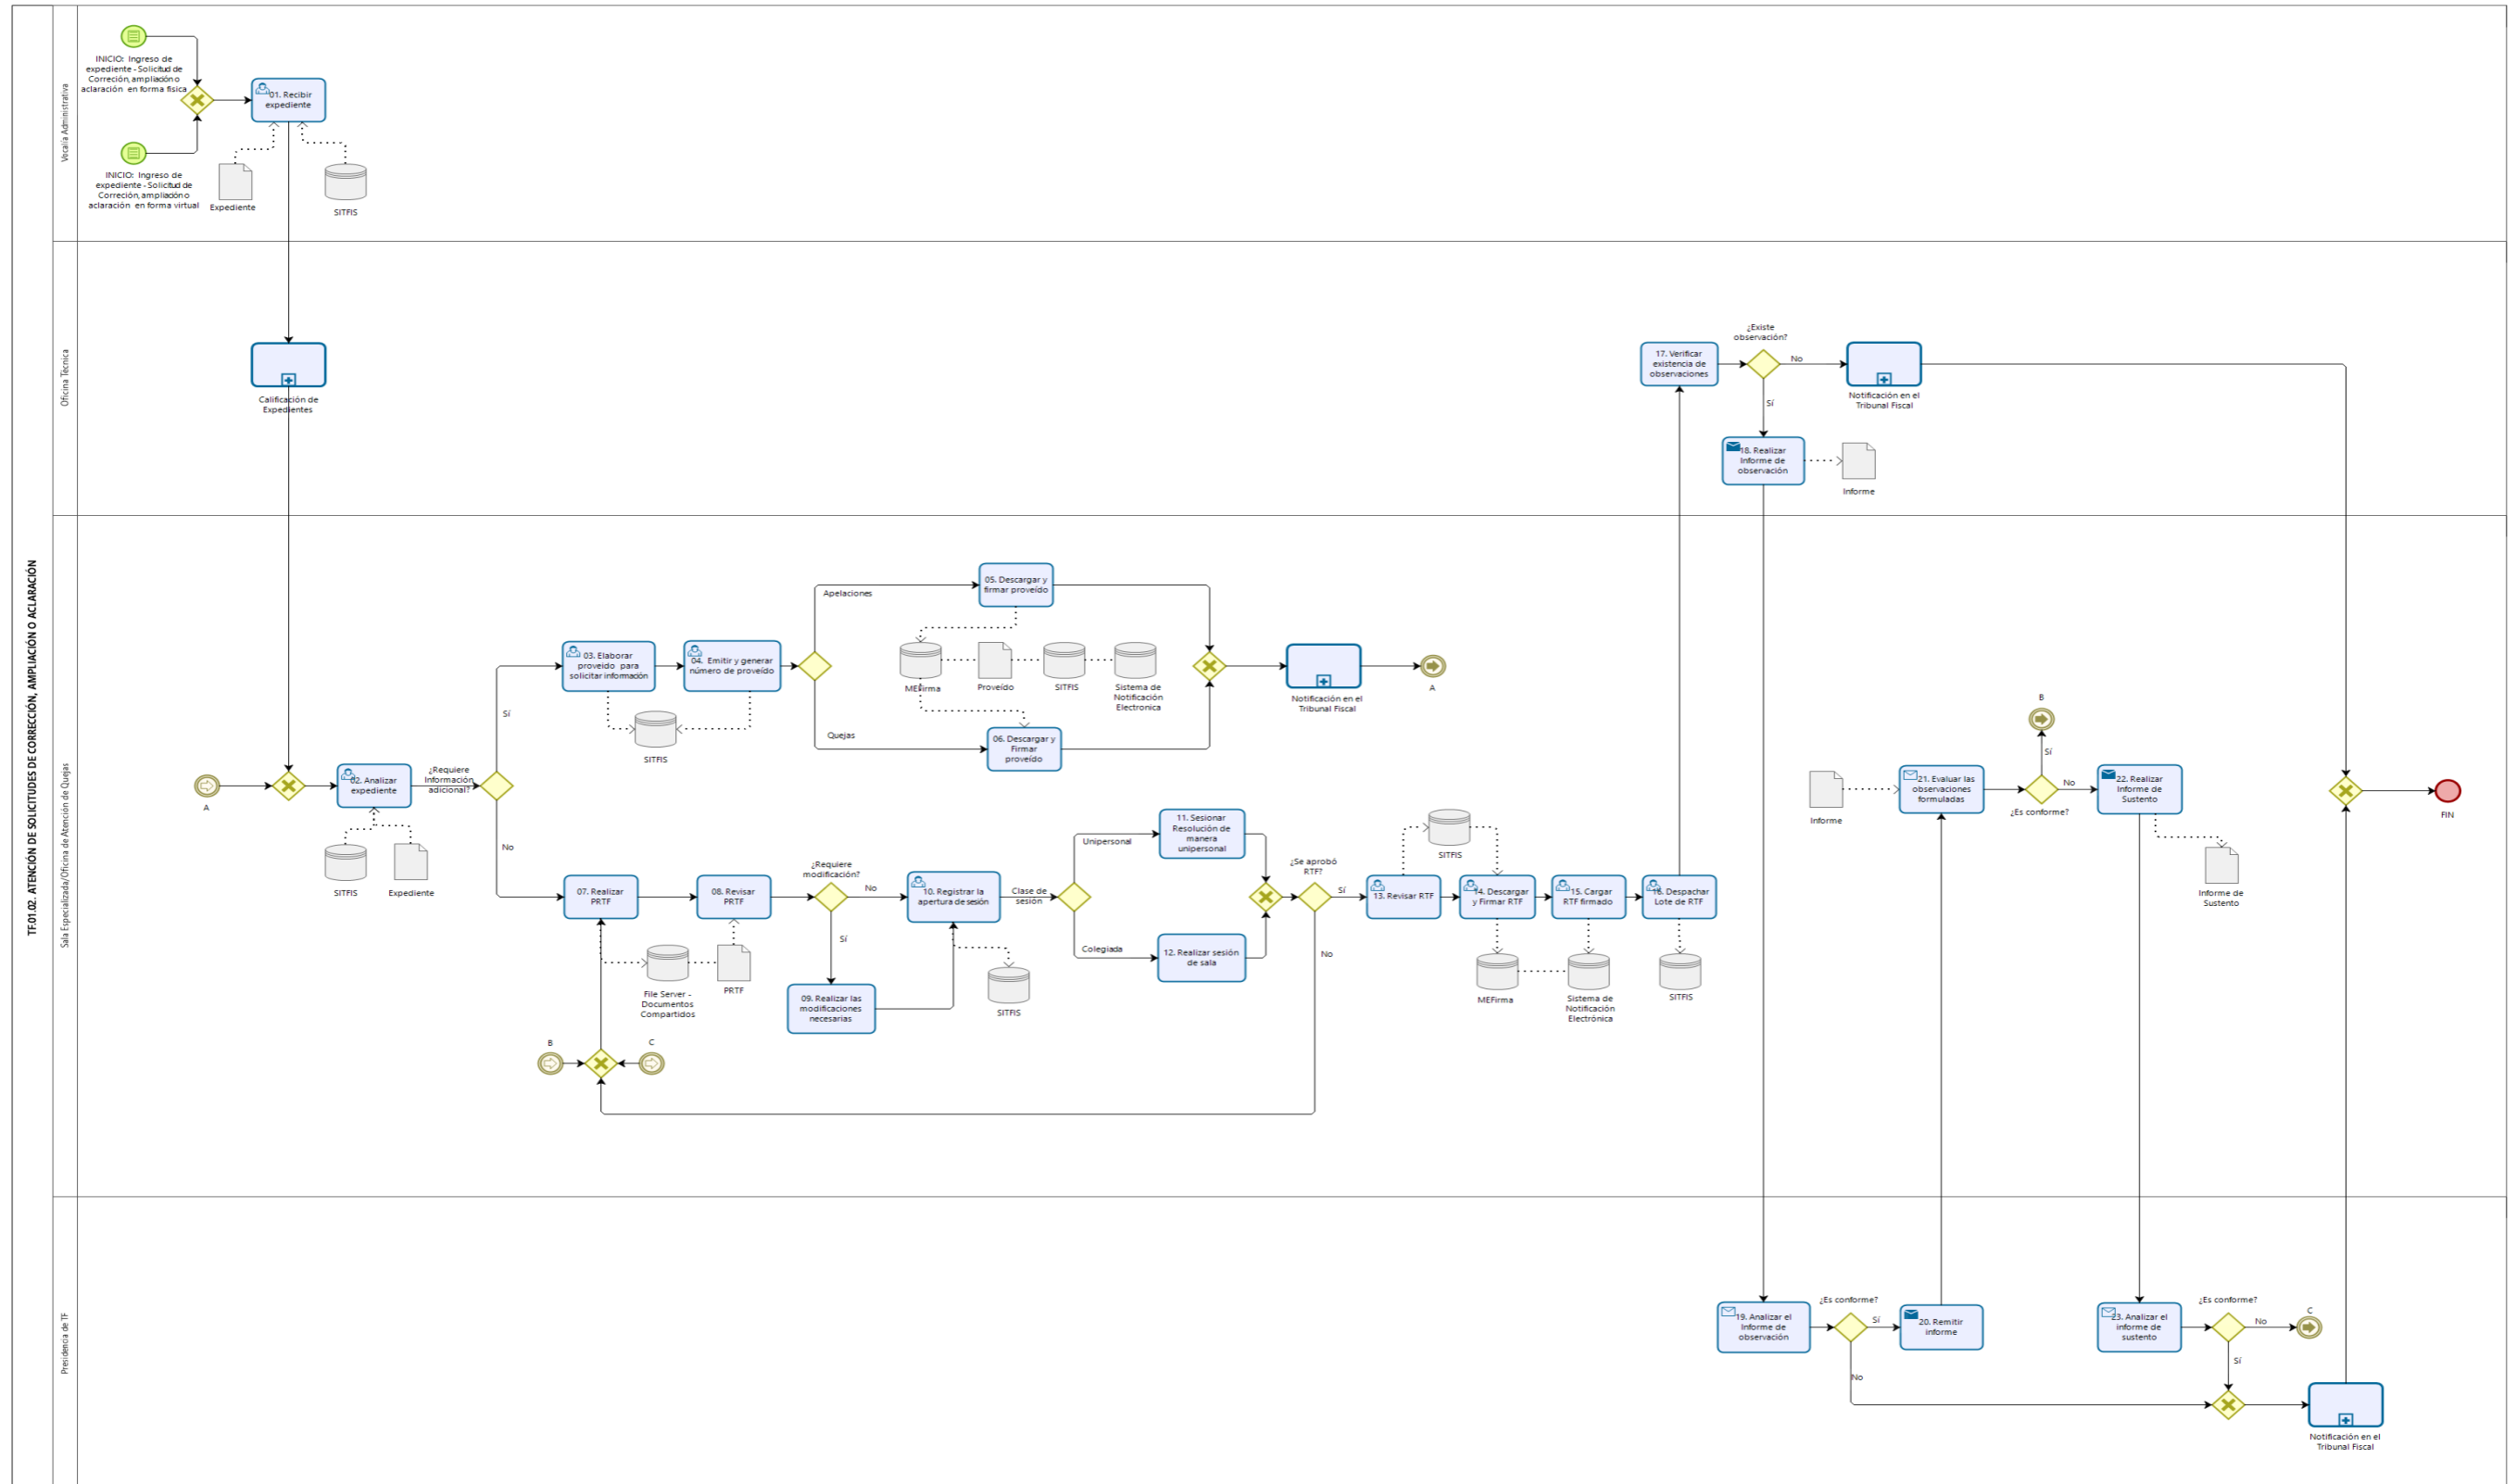 TF.01.02. ATENCIÓN DE SOLICITUDES DE CORRECCIÓN, AMPLIACIÓN O ACLARACIÓN
Vocalía Administrativa
INICIO: Ingreso de
expediente - Solicitud de
Correción, ampliación o
aclaración en forma física
01. Recibir
expediente
INICIO: Ingreso de
expediente - Solicitud de
Correción, ampliación o
aclaración en forma virtual
Expediente
SITFIS
Oficina Técnica
Calificación de
Expedientes
17. Verificar
existencia de
observaciones
¿Existe
observación?
No
Sí
Notificación en el
Tribunal Fiscal
18. Realizar
Informe de
observación
Informe
Sala Especializada/Oficina de Atención de Quejas
A
02. Analizar
expediente
SITFIS
Expediente
¿Requiere
Información
adicional?
Sí
No
03. Elaborar
proveido para
solicitar información
04. Emitir y generar
número de proveído
SITFIS
Apelaciones
Quejas
05. Descargar y
firmar proveído
MEFirma
Proveído
SITFIS
Sistema de
Notificación
Electronica
06. Descargar y
Firmar
proveído
Notificación en el
Tribunal Fiscal
A
07. Realizar
PRTF
08. Revisar
PRTF
File Server -
Documentos
Compartidos
PRTF
B
C
¿Requiere
modificación?
No
Sí
09. Realizar las
modificaciones
necesarias
10. Registrar la
apertura de sesión
SITFIS
Clase de
sesión
Unipersonal
Colegiada
11. Sesionar
Resolución de
manera
unipersonal
12. Realizar sesión
de sala
¿Se aprobó
RTF?
Sí
No
13. Revisar RTF
SITFIS
14. Descargar
y Firmar RTF
15. Cargar
RTF firmado
16. Despachar
Lote de RTF
MEFirma
Sistema de
Notificación
Electrónica
SITFIS
Informe
21. Evaluar las
observaciones
formuladas
B
Sí
No
¿Es conforme?
22. Realizar
Informe de
Sustento
Informe de
Sustento
FIN
Presidencia de TF
19. Analizar el
Informe de
observación
¿Es conforme?
Sí
No
20. Remitir
informe
23. Analizar el
informe de
sustento
¿Es conforme?
No
Sí
C
Notificación en el
Tribunal Fiscal